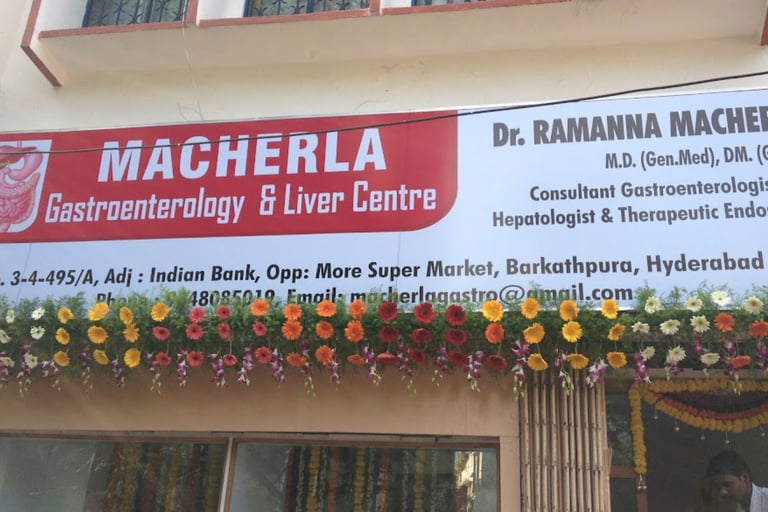 MACHERLA
Gastroenterology & Liver Centre
Dr. RAMANNA MACHER
M.D. (Gen.Med), DM. (G
Consultant Gastroenterologis
Hepatologist & Therapeutic Endo
. 3-4-495/A, Adj : Indian Bank, Opp: More Super Market, Barkathpura, Hyderabad
48085019, Email: macherlagastro@gmail.com